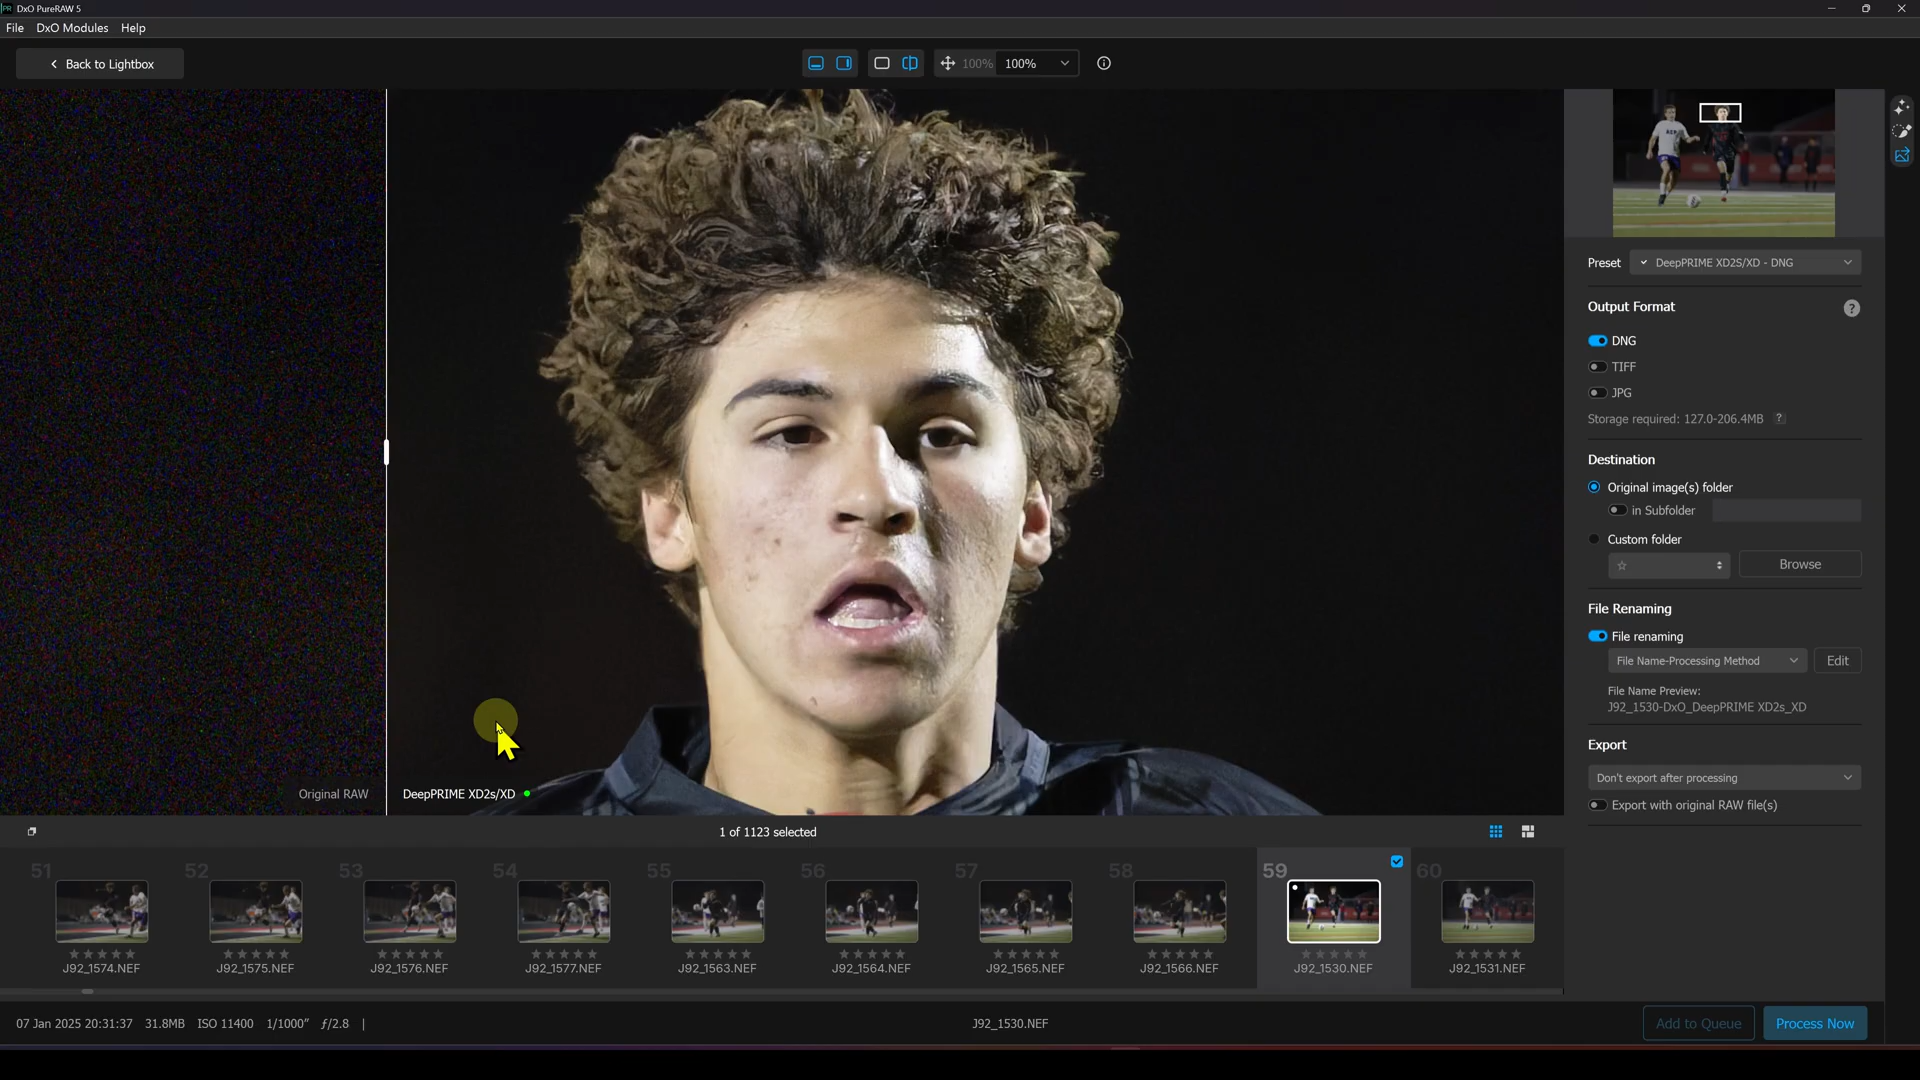 DxO PureRAW 5
File DxO Modules Help
Back to Lightbox
100% 100%
Preset DeepPRIME XD2S/XD - DNG
Output Format
DNG
TIFF
JPG
Storage required: 127.0-206.4MB ?
Destination
Original image(s) folder
in Subfolder
Custom folder
Browse
File Renaming
File renaming
File Name-Processing Method Edit
File Name Preview:
J92_1530-DxO_DeepPRIME XD2s_XD
Export
Don't export after processing
Export with original RAW file(s)
Original RAW DeepPRIME XD2s/XD
1 of 1123 selected
51 52 53 54 55 56 57 58 59 60
J92_1574.NEF J92_1575.NEF J92_1576.NEF J92_1577.NEF J92_1563.NEF J92_1564.NEF J92_1565.NEF J92_1566.NEF J92_1530.NEF J92_1531.NEF
07 Jan 2025 20:31:37 31.8MB ISO 11400 1/1000" ƒ/2.8 |
J92_1530.NEF
Add to Queue Process Now